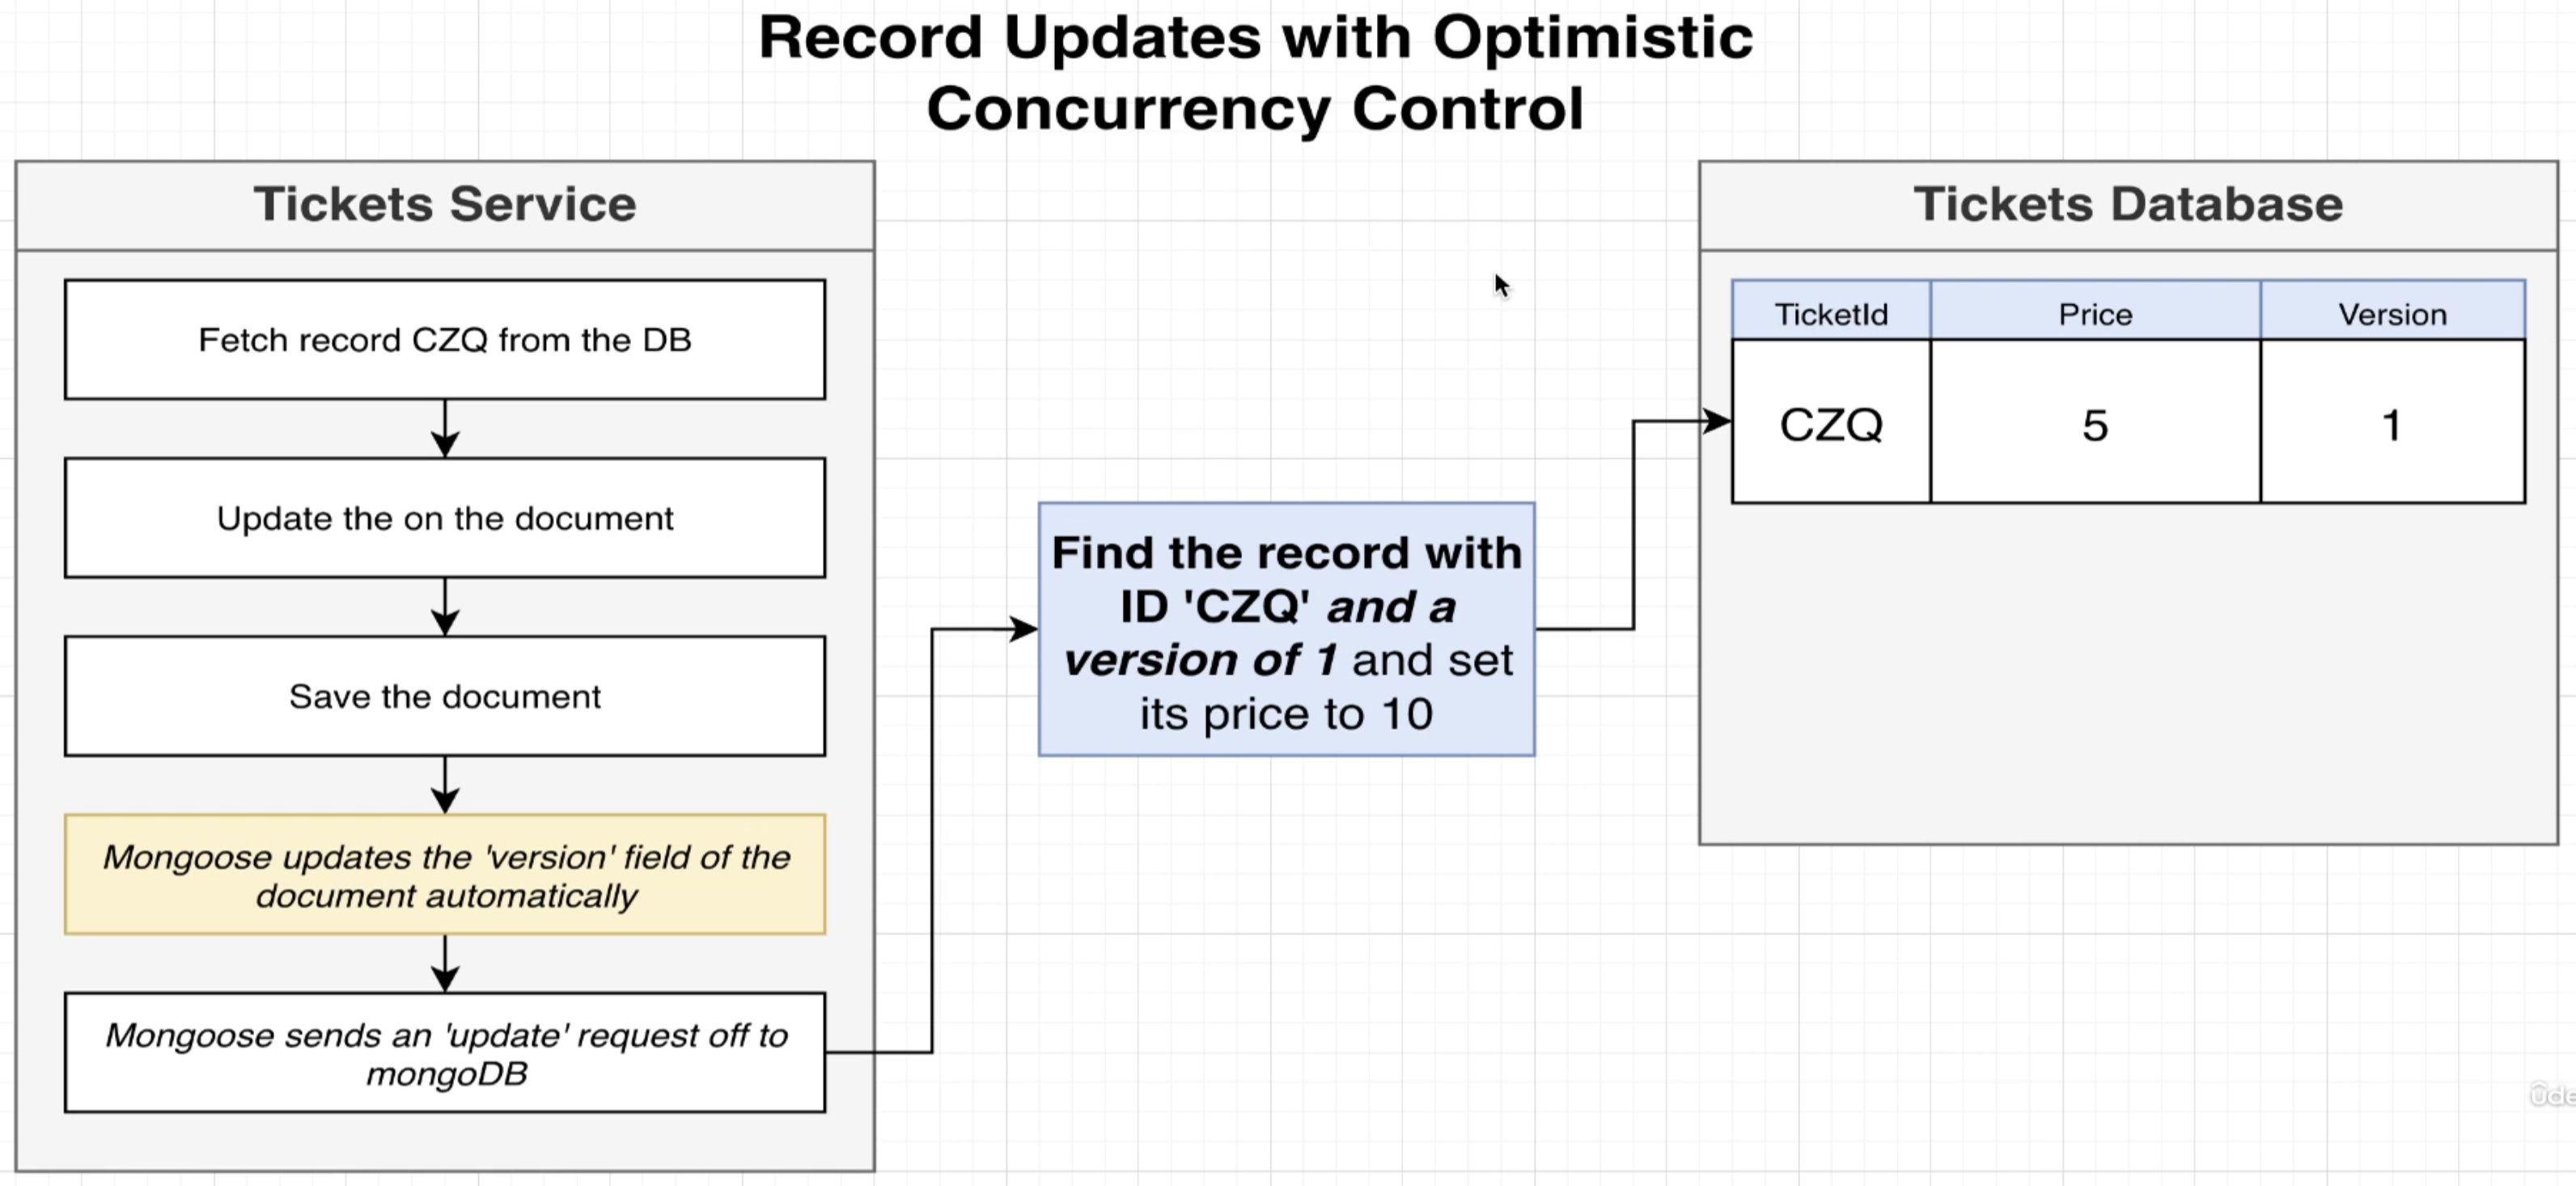 Record Updates with Optimistic
Concurrency Control
Tickets Service
Fetch record CZQ from the DB
Update the on the document
Save the document
Mongoose updates the 'version' field of the
document automatically
Mongoose sends an 'update' request off to
mongoDB
Find the record with
ID 'CZQ' and a
version of 1 and set
its price to 10
Tickets Database
TicketId Price Version
CZQ 5 1